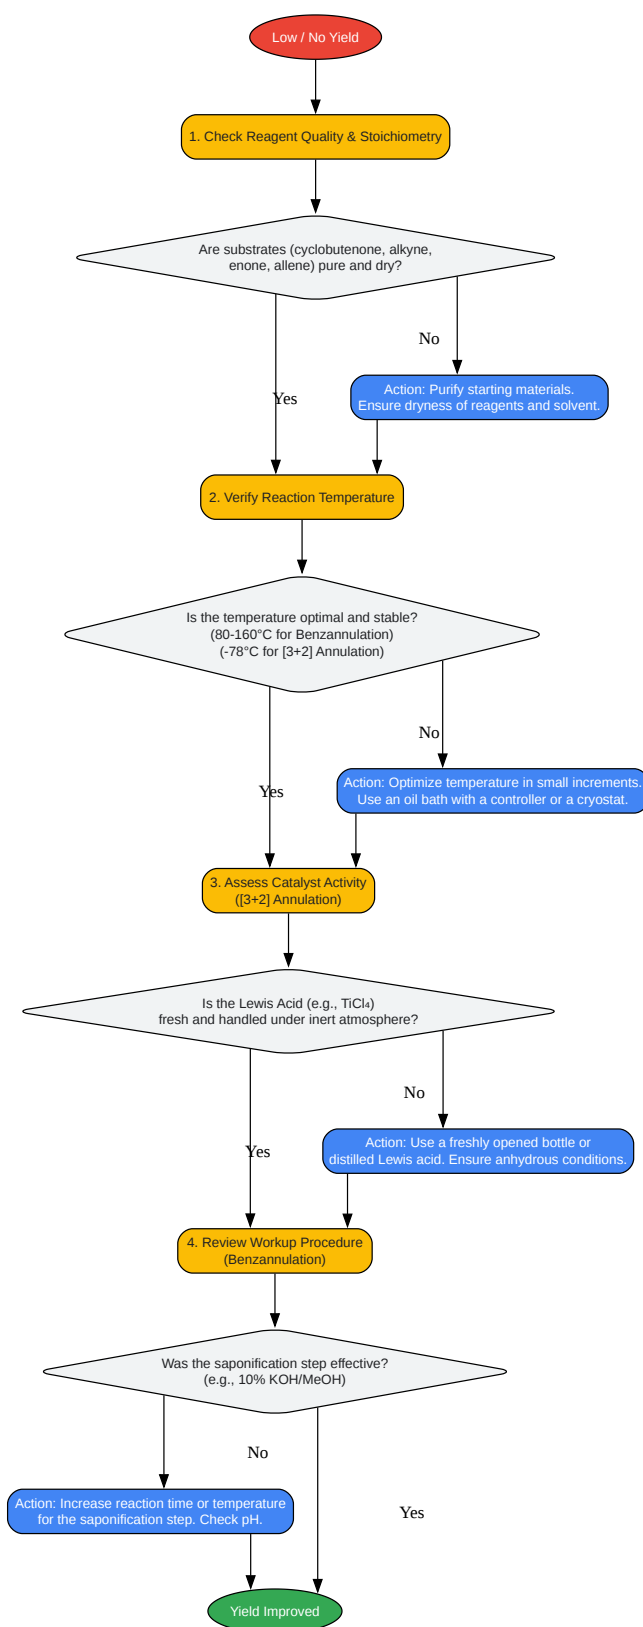 Low / No Yield
1. Check Reagent Quality & Stoichiometry
Are substrates (cyclobutenone, alkyne,
enone, allene) pure and dry?
No
Action: Purify starting materials.
Ensure dryness of reagents and solvent.
Yes
2. Verify Reaction Temperature
Is the temperature optimal and stable?
(80-160°C for Benzannulation)
(-78°C for [3+2] Annulation)
No
Action: Optimize temperature in small increments.
Use an oil bath with a controller or a cryostat.
Yes
3. Assess Catalyst Activity
([3+2] Annulation)
Is the Lewis Acid (e.g., TiCl₄)
fresh and handled under inert atmosphere?
No
Action: Use a freshly opened bottle or
distilled Lewis acid. Ensure anhydrous conditions.
Yes
4. Review Workup Procedure
(Benzannulation)
Was the saponification step effective?
(e.g., 10% KOH/MeOH)
No
Action: Increase reaction time or temperature
for the saponification step. Check pH.
Yes
Yield Improved